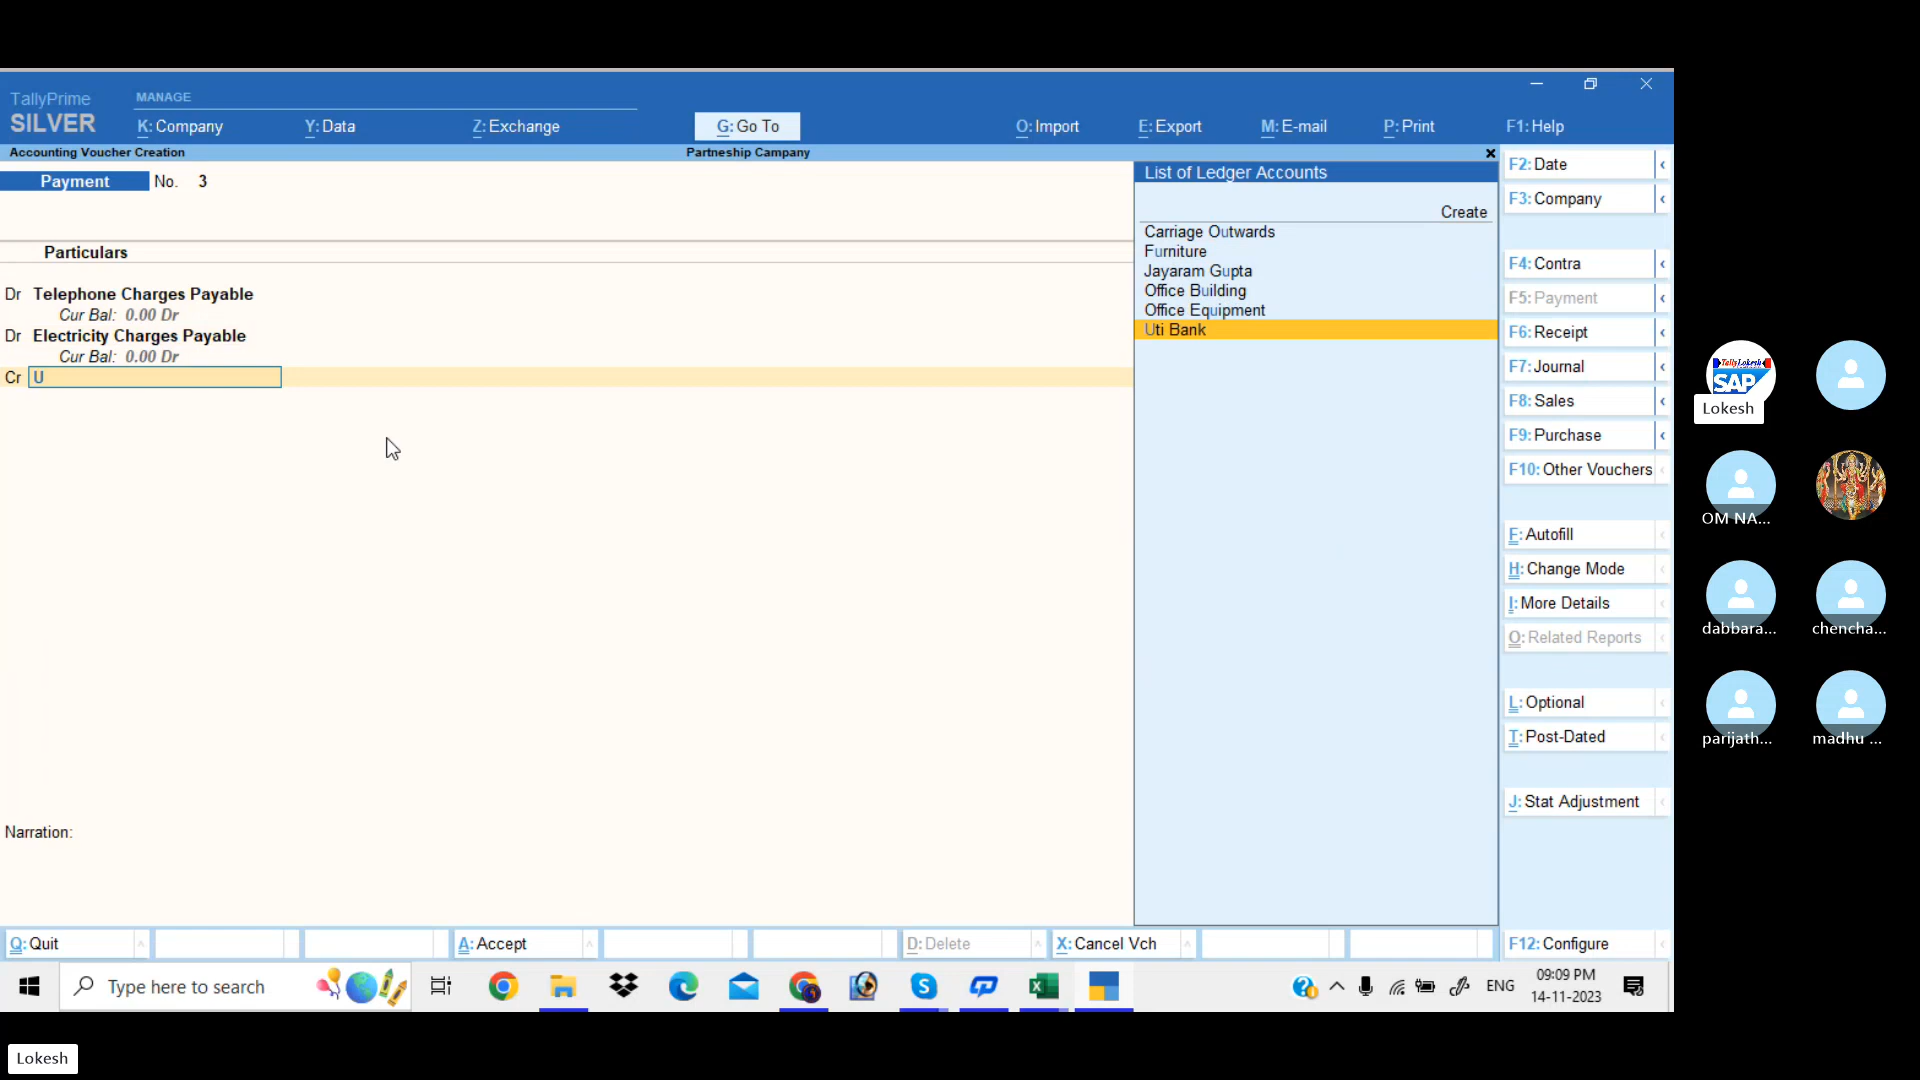 TallyPrime
SILVER
MANAGE
K: Company
Y: Data
Z: Exchange
G: Go To
O: Import
E: Export
M: E-mail
P: Print
F1: Help
Accounting Voucher Creation
Partneship Campany
Payment No. 3
Particulars
Dr Telephone Charges Payable
Cur Bal: 0.00 Dr
Dr Electricity Charges Payable
Cur Bal: 0.00 Dr
Cr U
Narration:
List of Ledger Accounts
Create
Carriage Outwards
Furniture
Jayaram Gupta
Office Building
Office Equipment
Uti Bank
F2: Date
F3: Company
F4: Contra
F5: Payment
F6: Receipt
F7: Journal
F8: Sales
F9: Purchase
F10: Other Vouchers
F: Autofill
H: Change Mode
I: More Details
O: Related Reports
L: Optional
T: Post-Dated
J: Stat Adjustment
F12: Configure
Q: Quit
A: Accept
D: Delete
X: Cancel Vch
Type here to search
ENG
09:09 PM
14-11-2023
TallyLokesh
SAP
Lokesh
OM NA...
dabbara...
chencha...
parijath...
madhu ...
Lokesh